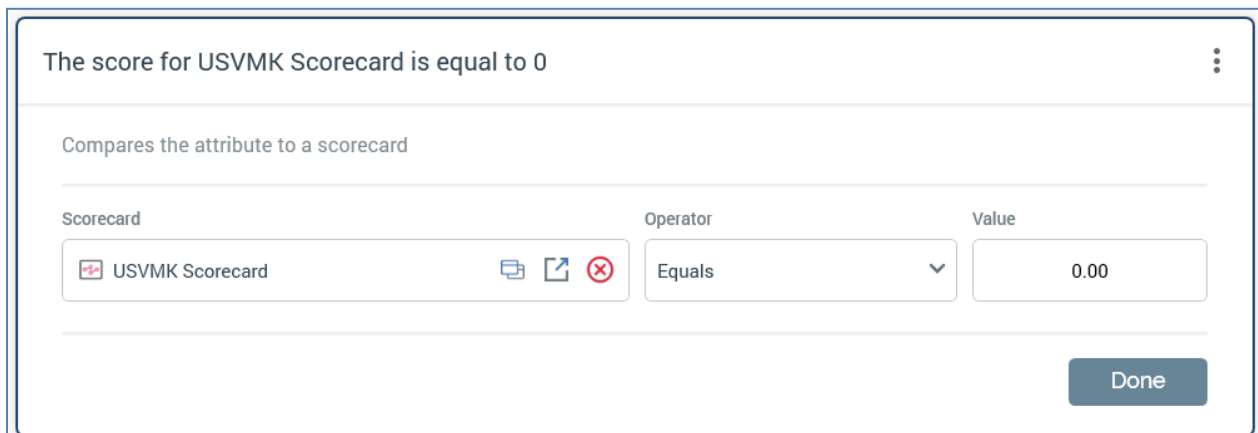 The score for USVMK Scorecard is equal to 0
Compares the attribute to a scorecard
Scorecard Operator Value
USVMK Scorecard Equals 0.00
Done